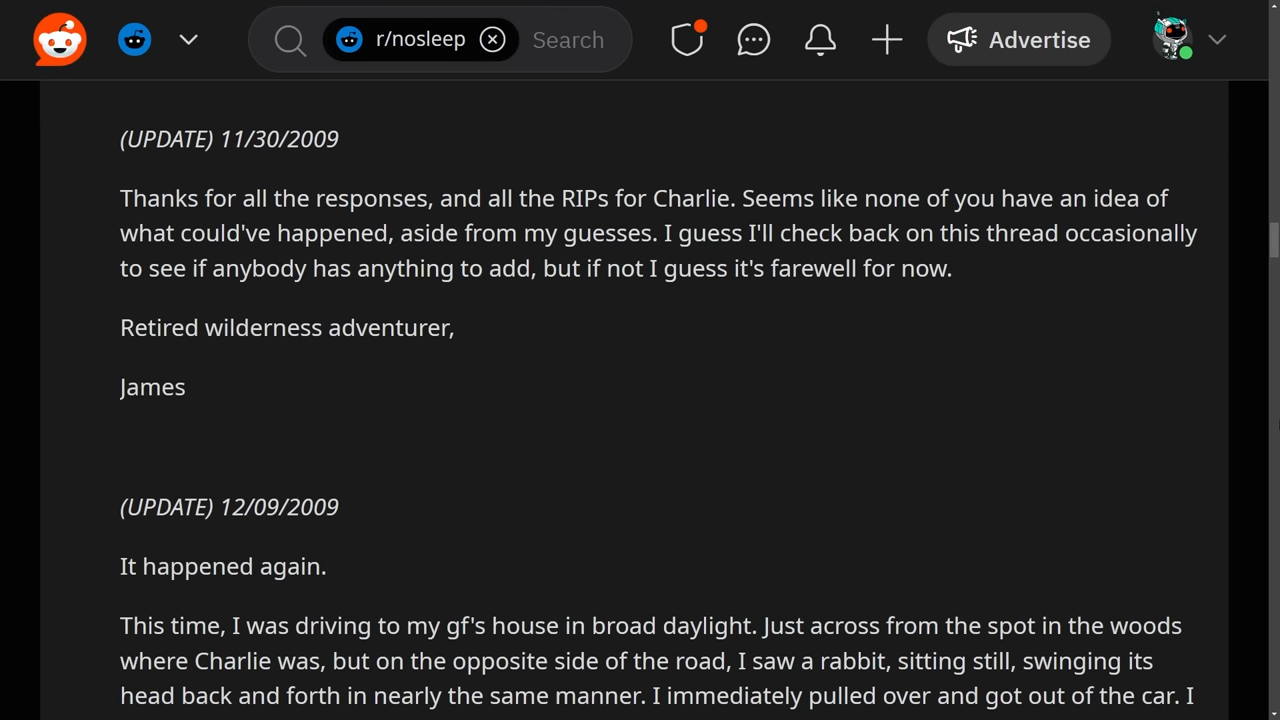 r/nosleep
Search
Advertise
(UPDATE) 11/30/2009
Thanks for all the responses, and all the RIPs for Charlie. Seems like none of you have an idea of
what could've happened, aside from my guesses. I guess I'll check back on this thread occasionally
to see if anybody has anything to add, but if not I guess it's farewell for now.
Retired wilderness adventurer,
James
(UPDATE) 12/09/2009
It happened again.
This time, I was driving to my gf's house in broad daylight. Just across from the spot in the woods
where Charlie was, but on the opposite side of the road, I saw a rabbit, sitting still, swinging its
head back and forth in nearly the same manner. I immediately pulled over and got out of the car. I